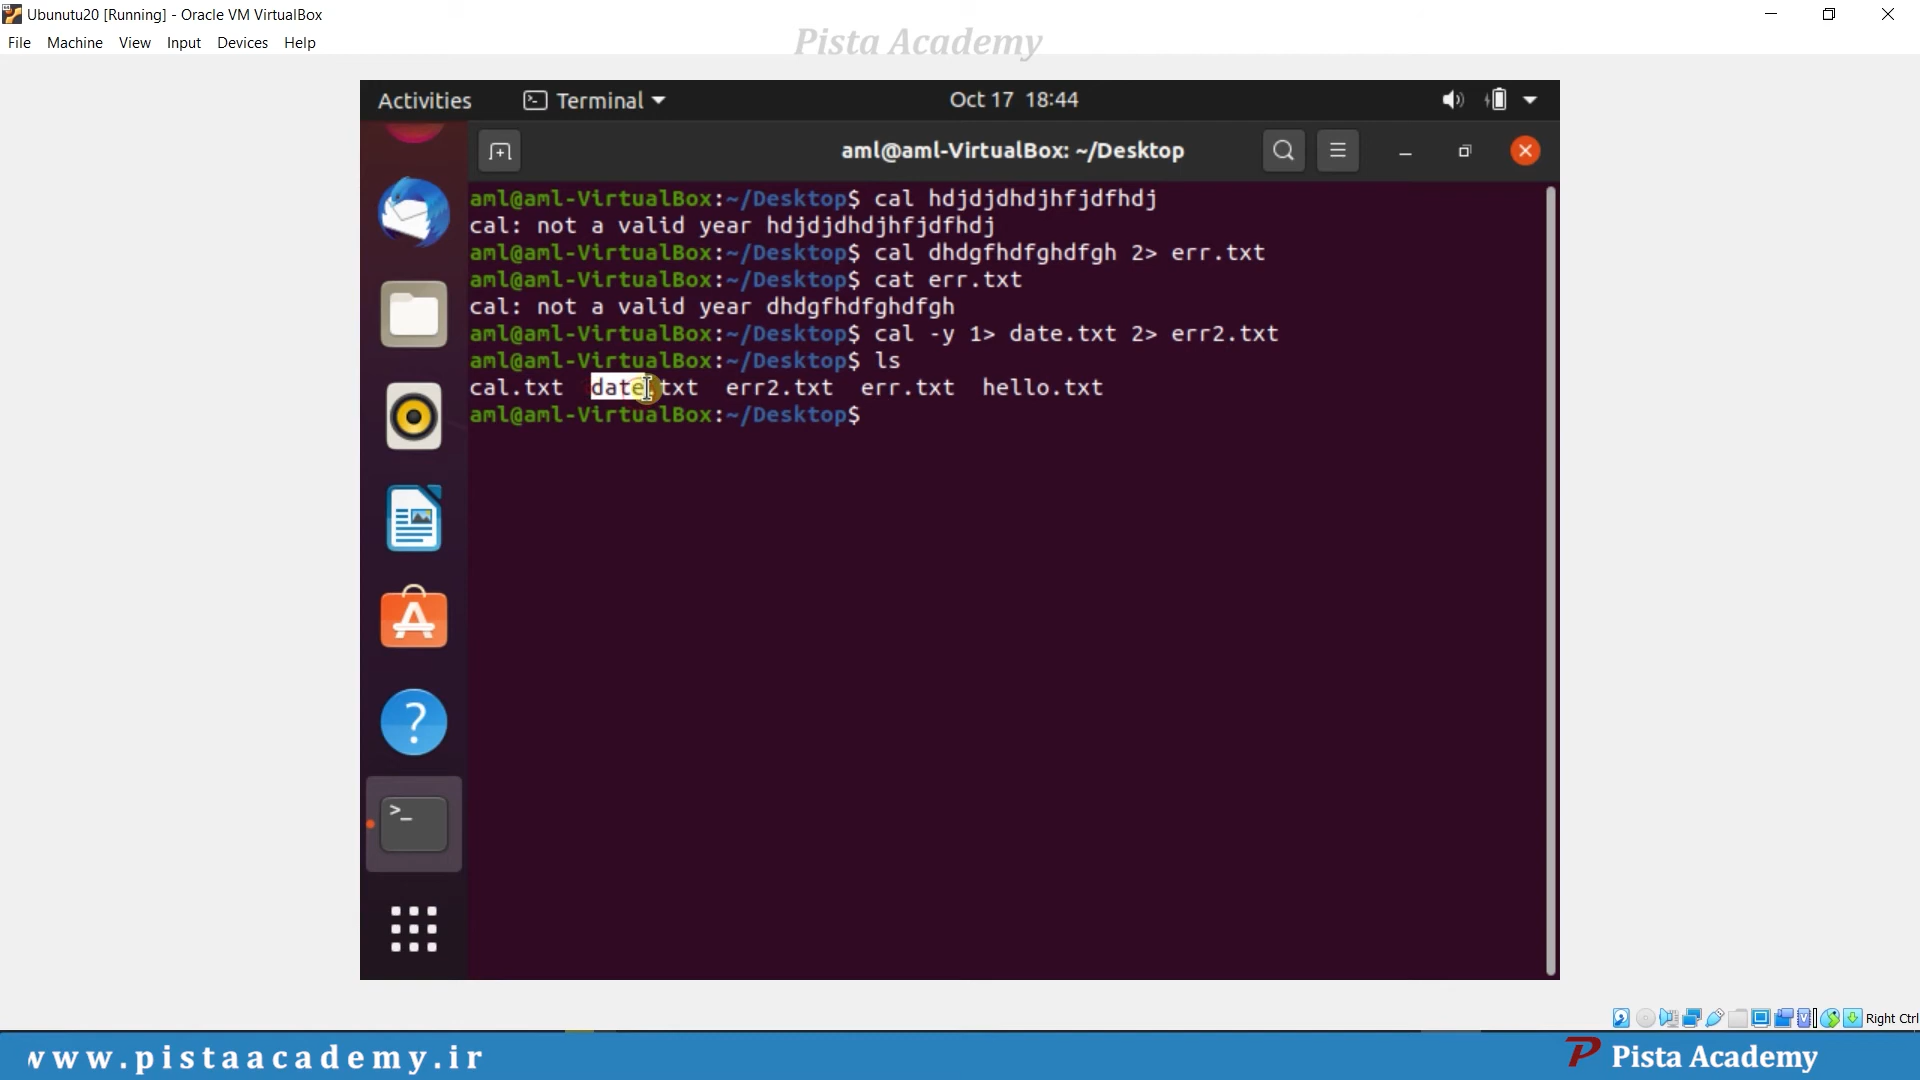 Ubunutu20 [Running] - Oracle VM VirtualBox
File Machine View Input Devices Help
Pista Academy
Activities Terminal Oct 17 18:44
aml@aml-VirtualBox: ~/Desktop
aml@aml-VirtualBox:~/Desktop$ cal hdjdjdhdjhfjdfhdj
cal: not a valid year hdjdjdhdjhfjdfhdj
aml@aml-VirtualBox:~/Desktop$ cal dhdgfhdfghdfgh 2> err.txt
aml@aml-VirtualBox:~/Desktop$ cat err.txt
cal: not a valid year dhdgfhdfghdfgh
aml@aml-VirtualBox:~/Desktop$ cal -y 1> date.txt 2> err2.txt
aml@aml-VirtualBox:~/Desktop$ ls
cal.txt date.txt err2.txt err.txt hello.txt
aml@aml-VirtualBox:~/Desktop$
Right Ctrl
www.pistaacademy.ir
Pista Academy